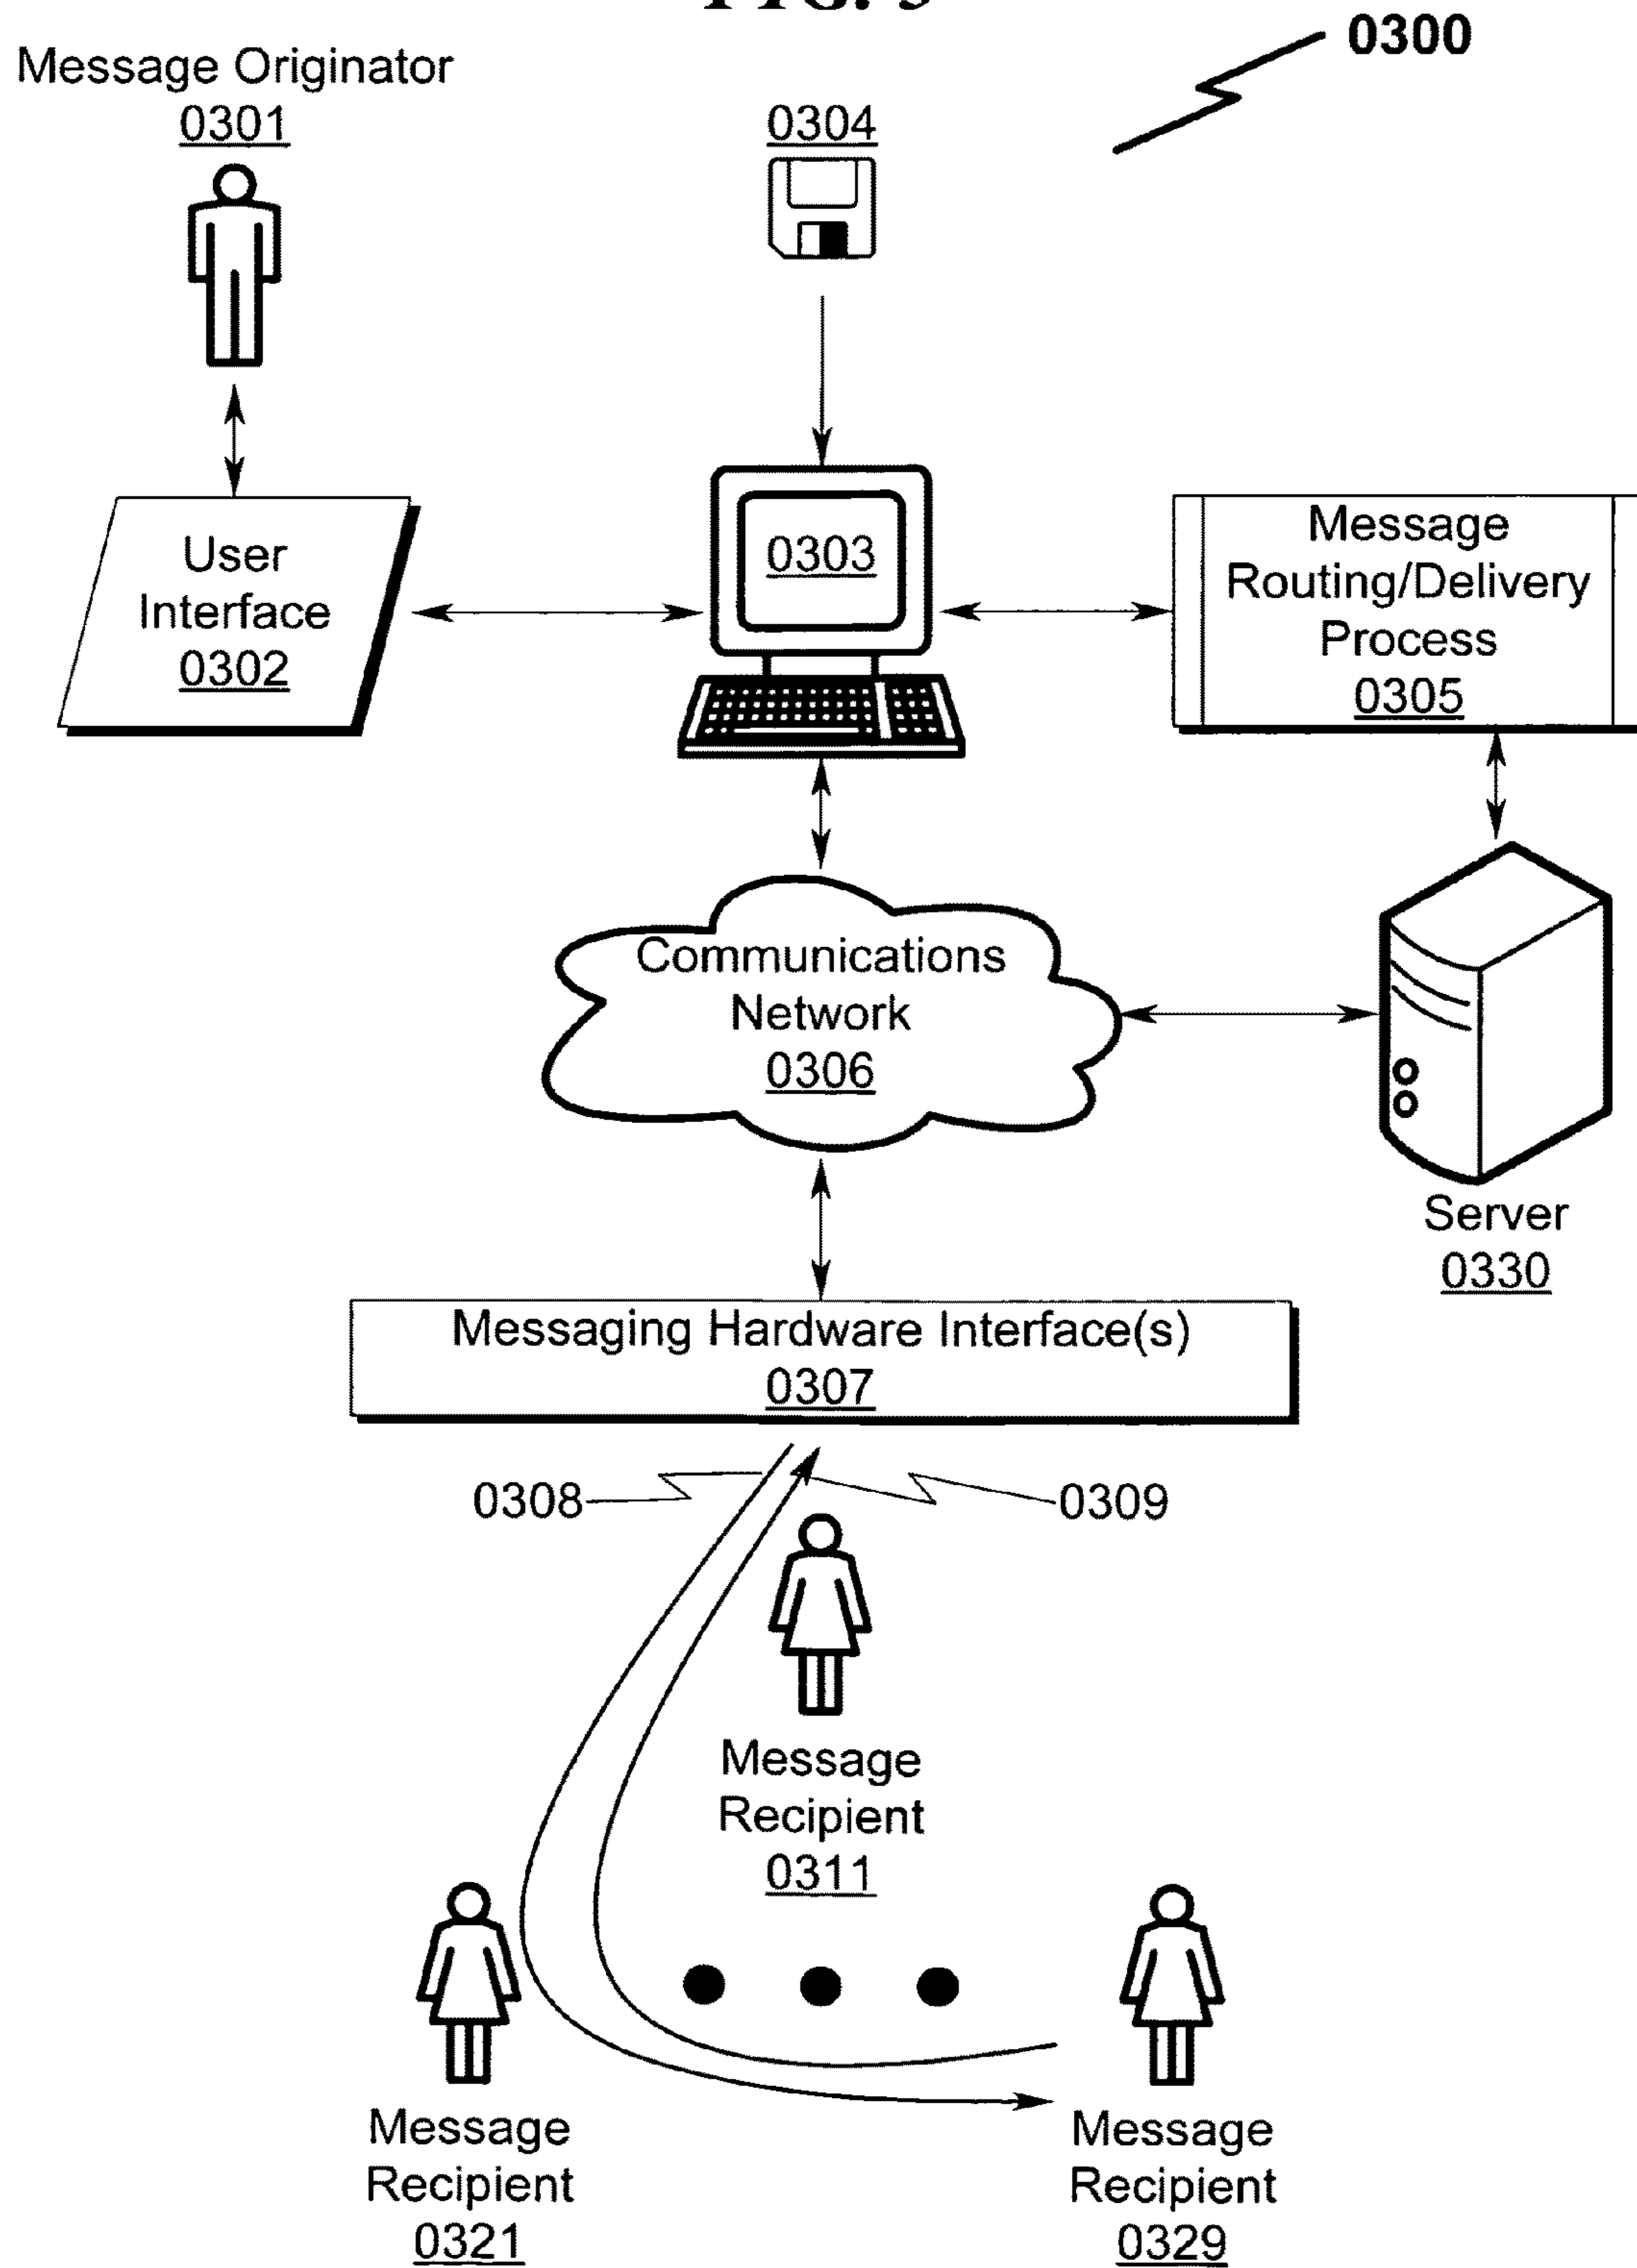 0300
Message Originator
0301
0304
User
Interface
0302
0303
Message
Routing/Delivery
Process
0305
Communications
Network
0306
Server
0330
Messaging Hardware Interface(s)
0307
0308
0309
Message
Recipient
0311
Message
Recipient
0321
Message
Recipient
0329